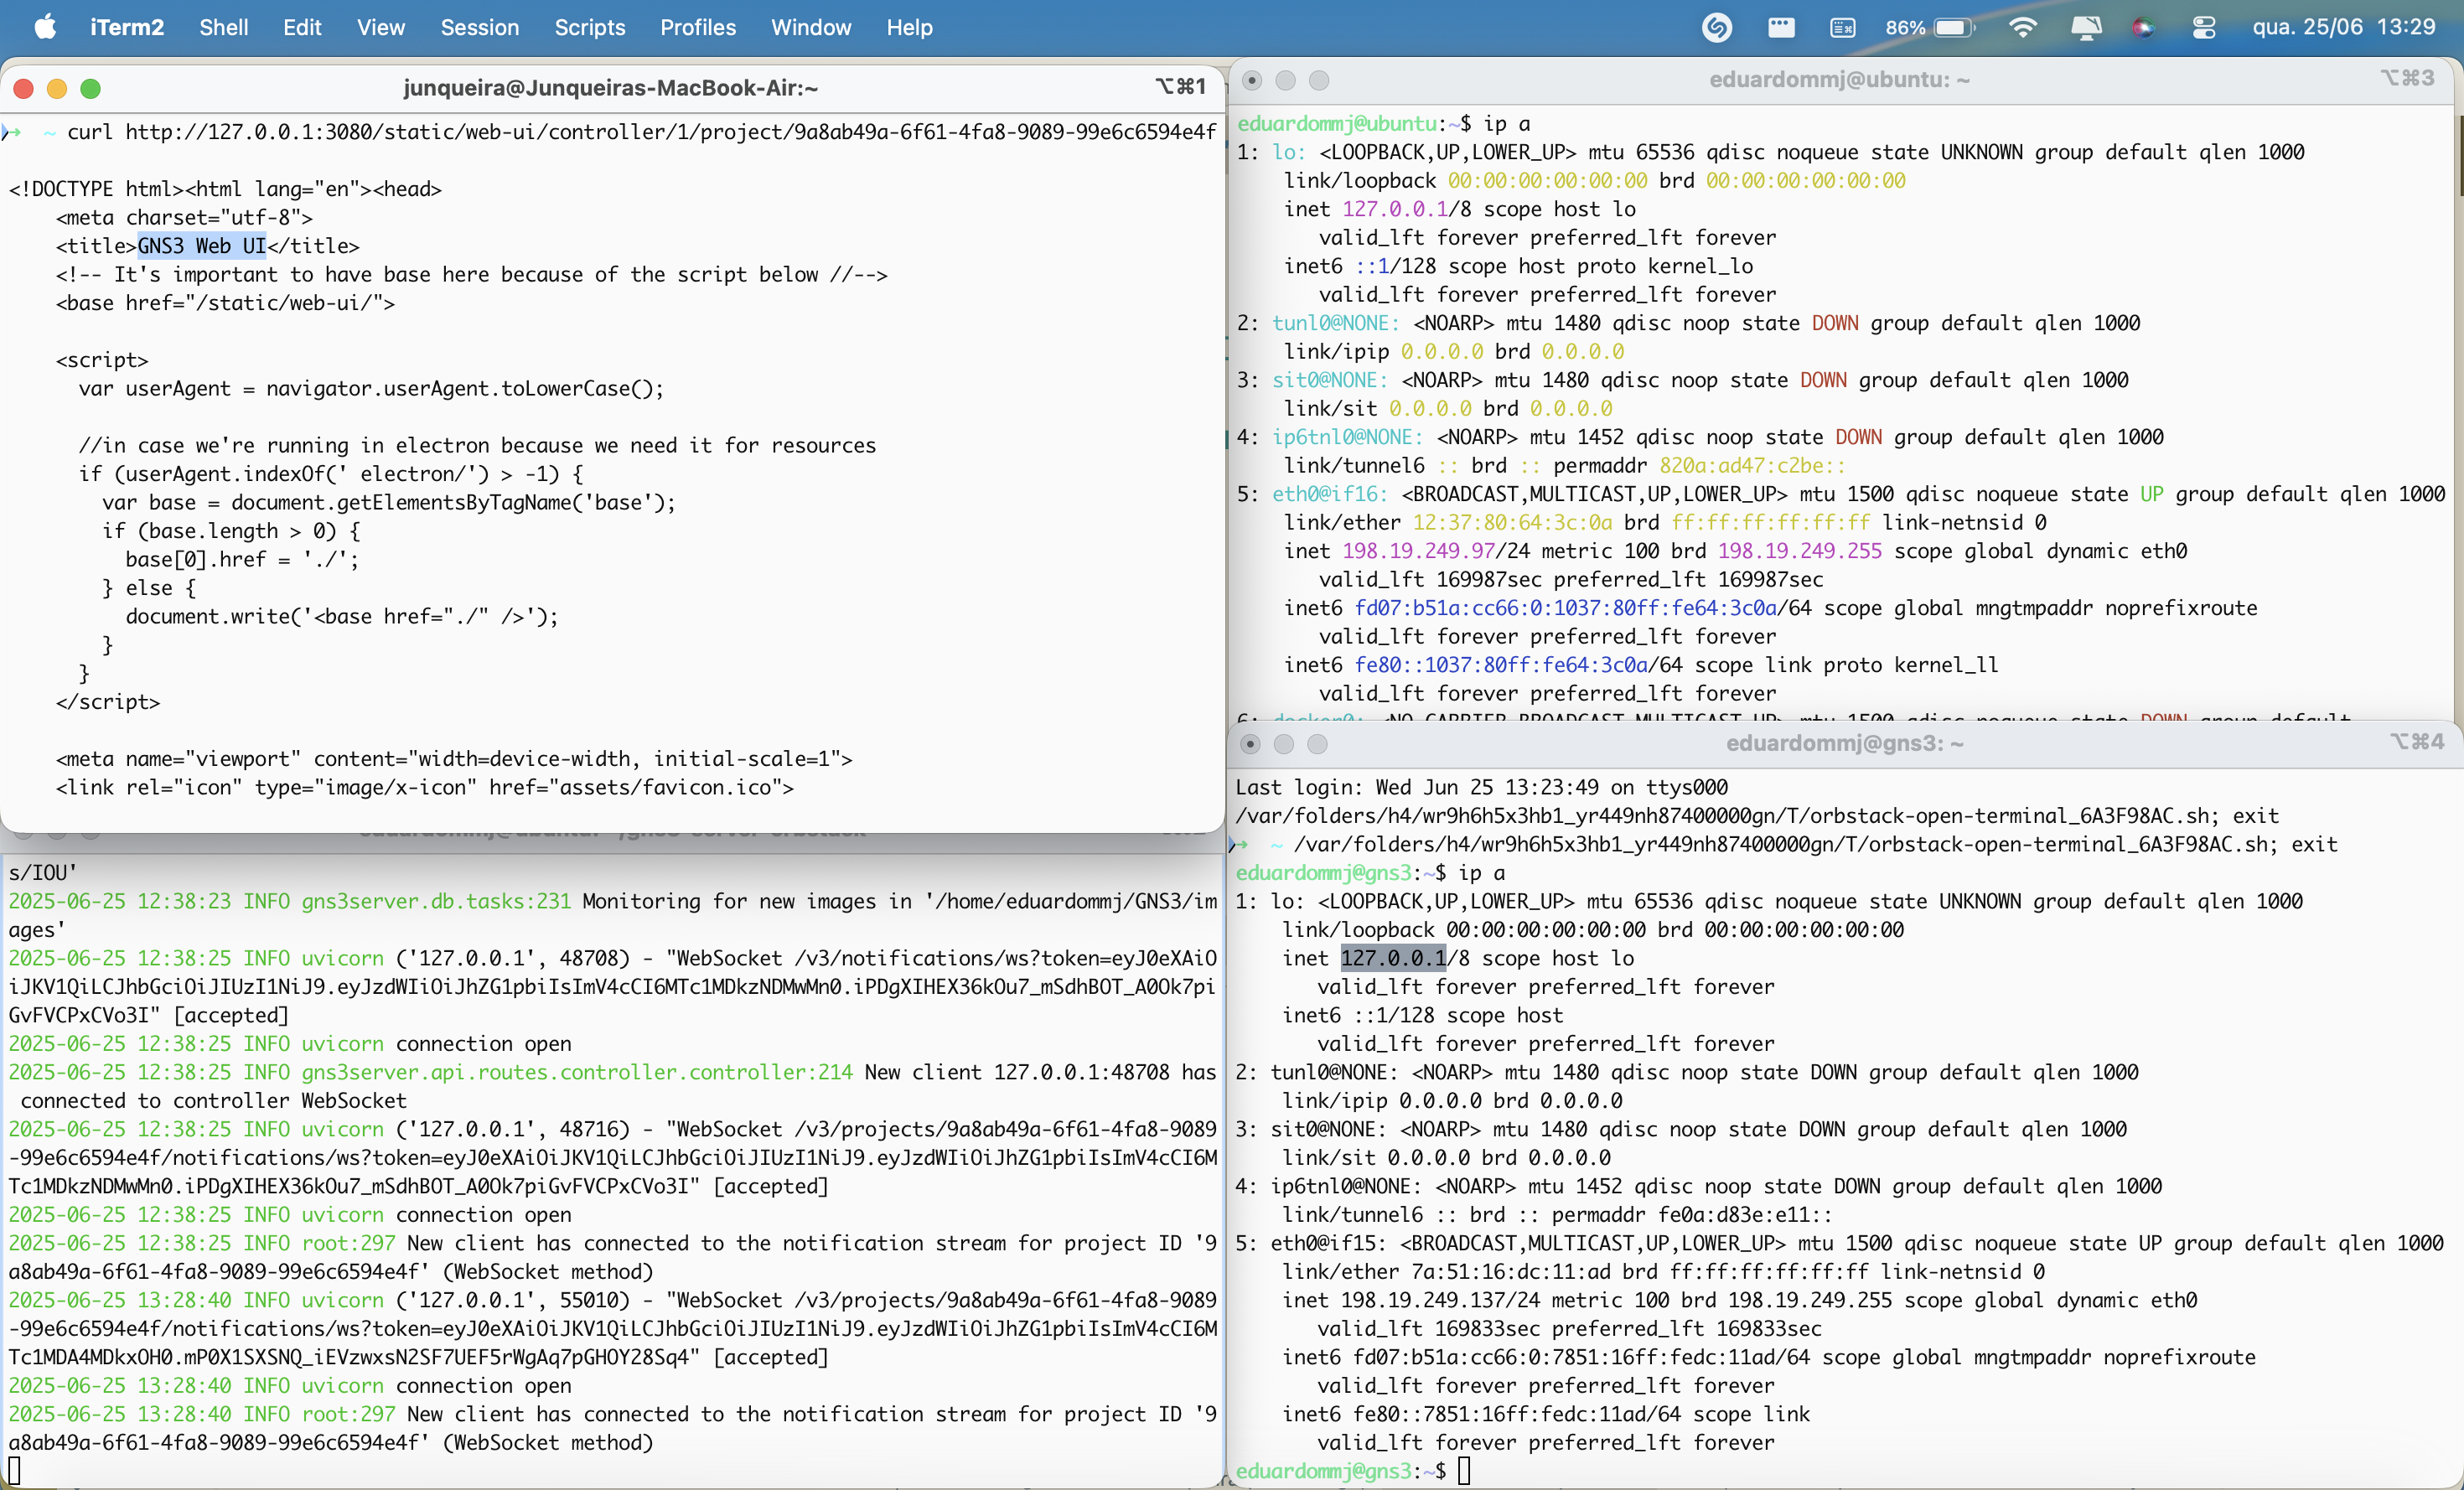 iTerm2 Shell Edit View Session Scripts Profiles Window Help 86% qua. 25/06 13:29
junqueira@Junqueiras-MacBook-Air:~ ⌥⌘1
→ ~ curl http://127.0.0.1:3080/static/web-ui/controller/1/project/9a8ab49a-6f61-4fa8-9089-99e6c6594e4f
<!DOCTYPE html><html lang="en"><head>
<meta charset="utf-8">
<title>GNS3 Web UI</title>
<!-- It's important to have base here because of the script below //-->
<base href="/static/web-ui/">
<script>
var userAgent = navigator.userAgent.toLowerCase();
//in case we're running in electron because we need it for resources
if (userAgent.indexOf(' electron/') > -1) {
var base = document.getElementsByTagName('base');
if (base.length > 0) {
base[0].href = './';
} else {
document.write('<base href="./" />');
}
}
</script>
<meta name="viewport" content="width=device-width, initial-scale=1">
<link rel="icon" type="image/x-icon" href="assets/favicon.ico">
s/IOU'
2025-06-25 12:38:23 INFO gns3server.db.tasks:231 Monitoring for new images in '/home/eduardommj/GNS3/im
ages'
2025-06-25 12:38:25 INFO uvicorn ('127.0.0.1', 48708) - "WebSocket /v3/notifications/ws?token=eyJ0eXAiO
iJKV1QiLCJhbGciOiJIUzI1NiJ9.eyJzdWIiOiJhZG1pbiIsImV4cCI6MTc1MDkzNDMwMn0.iPDgXIHEX36kOu7_mSdhBOT_A0Ok7pi
GvFVCPxCVo3I" [accepted]
2025-06-25 12:38:25 INFO uvicorn connection open
2025-06-25 12:38:25 INFO gns3server.api.routes.controller.controller:214 New client 127.0.0.1:48708 has
connected to controller WebSocket
2025-06-25 12:38:25 INFO uvicorn ('127.0.0.1', 48716) - "WebSocket /v3/projects/9a8ab49a-6f61-4fa8-9089
-99e6c6594e4f/notifications/ws?token=eyJ0eXAiOiJKV1QiLCJhbGciOiJIUzI1NiJ9.eyJzdWIiOiJhZG1pbiIsImV4cCI6M
Tc1MDkzNDMwMn0.iPDgXIHEX36kOu7_mSdhBOT_A0Ok7piGvFVCPxCVo3I" [accepted]
2025-06-25 12:38:25 INFO uvicorn connection open
2025-06-25 12:38:25 INFO root:297 New client has connected to the notification stream for project ID '9
a8ab49a-6f61-4fa8-9089-99e6c6594e4f' (WebSocket method)
2025-06-25 13:28:40 INFO uvicorn ('127.0.0.1', 55010) - "WebSocket /v3/projects/9a8ab49a-6f61-4fa8-9089
-99e6c6594e4f/notifications/ws?token=eyJ0eXAiOiJKV1QiLCJhbGciOiJIUzI1NiJ9.eyJzdWIiOiJhZG1pbiIsImV4cCI6M
Tc1MDA4MDkxOH0.mP0X1SXSNQ_iEVzwxsN2SF7UEF5rWgAq7pGHOY28Sq4" [accepted]
2025-06-25 13:28:40 INFO uvicorn connection open
2025-06-25 13:28:40 INFO root:297 New client has connected to the notification stream for project ID '9
a8ab49a-6f61-4fa8-9089-99e6c6594e4f' (WebSocket method)
eduardommj@ubuntu: ~ ⌥⌘3
eduardommj@ubuntu:~$ ip a
1: lo: <LOOPBACK,UP,LOWER_UP> mtu 65536 qdisc noqueue state UNKNOWN group default qlen 1000
link/loopback 00:00:00:00:00:00 brd 00:00:00:00:00:00
inet 127.0.0.1/8 scope host lo
valid_lft forever preferred_lft forever
inet6 ::1/128 scope host proto kernel_lo
valid_lft forever preferred_lft forever
2: tunl0@NONE: <NOARP> mtu 1480 qdisc noop state DOWN group default qlen 1000
link/ipip 0.0.0.0 brd 0.0.0.0
3: sit0@NONE: <NOARP> mtu 1480 qdisc noop state DOWN group default qlen 1000
link/sit 0.0.0.0 brd 0.0.0.0
4: ip6tnl0@NONE: <NOARP> mtu 1452 qdisc noop state DOWN group default qlen 1000
link/tunnel6 :: brd :: permaddr 820a:ad47:c2be::
5: eth0@if16: <BROADCAST,MULTICAST,UP,LOWER_UP> mtu 1500 qdisc noqueue state UP group default qlen 1000
link/ether 12:37:80:64:3c:0a brd ff:ff:ff:ff:ff:ff link-netnsid 0
inet 198.19.249.97/24 metric 100 brd 198.19.249.255 scope global dynamic eth0
valid_lft 169987sec preferred_lft 169987sec
inet6 fd07:b51a:cc66:0:1037:80ff:fe64:3c0a/64 scope global mngtmpaddr noprefixroute
valid_lft forever preferred_lft forever
inet6 fe80::1037:80ff:fe64:3c0a/64 scope link proto kernel_ll
valid_lft forever preferred_lft forever
6: docker0: <NO-CARRIER,BROADCAST,MULTICAST,UP> mtu 1500 qdisc noqueue state DOWN group default
eduardommj@gns3: ~ ⌥⌘4
Last login: Wed Jun 25 13:23:49 on ttys000
/var/folders/h4/wr9h6h5x3hb1_yr449nh87400000gn/T/orbstack-open-terminal_6A3F98AC.sh; exit
→ ~ /var/folders/h4/wr9h6h5x3hb1_yr449nh87400000gn/T/orbstack-open-terminal_6A3F98AC.sh; exit
eduardommj@gns3:~$ ip a
1: lo: <LOOPBACK,UP,LOWER_UP> mtu 65536 qdisc noqueue state UNKNOWN group default qlen 1000
link/loopback 00:00:00:00:00:00 brd 00:00:00:00:00:00
inet 127.0.0.1/8 scope host lo
valid_lft forever preferred_lft forever
inet6 ::1/128 scope host
valid_lft forever preferred_lft forever
2: tunl0@NONE: <NOARP> mtu 1480 qdisc noop state DOWN group default qlen 1000
link/ipip 0.0.0.0 brd 0.0.0.0
3: sit0@NONE: <NOARP> mtu 1480 qdisc noop state DOWN group default qlen 1000
link/sit 0.0.0.0 brd 0.0.0.0
4: ip6tnl0@NONE: <NOARP> mtu 1452 qdisc noop state DOWN group default qlen 1000
link/tunnel6 :: brd :: permaddr fe0a:d83e:e11::
5: eth0@if15: <BROADCAST,MULTICAST,UP,LOWER_UP> mtu 1500 qdisc noqueue state UP group default qlen 1000
link/ether 7a:51:16:dc:11:ad brd ff:ff:ff:ff:ff:ff link-netnsid 0
inet 198.19.249.137/24 metric 100 brd 198.19.249.255 scope global dynamic eth0
valid_lft 169833sec preferred_lft 169833sec
inet6 fd07:b51a:cc66:0:7851:16ff:fedc:11ad/64 scope global mngtmpaddr noprefixroute
valid_lft forever preferred_lft forever
inet6 fe80::7851:16ff:fedc:11ad/64 scope link
valid_lft forever preferred_lft forever
eduardommj@gns3:~$